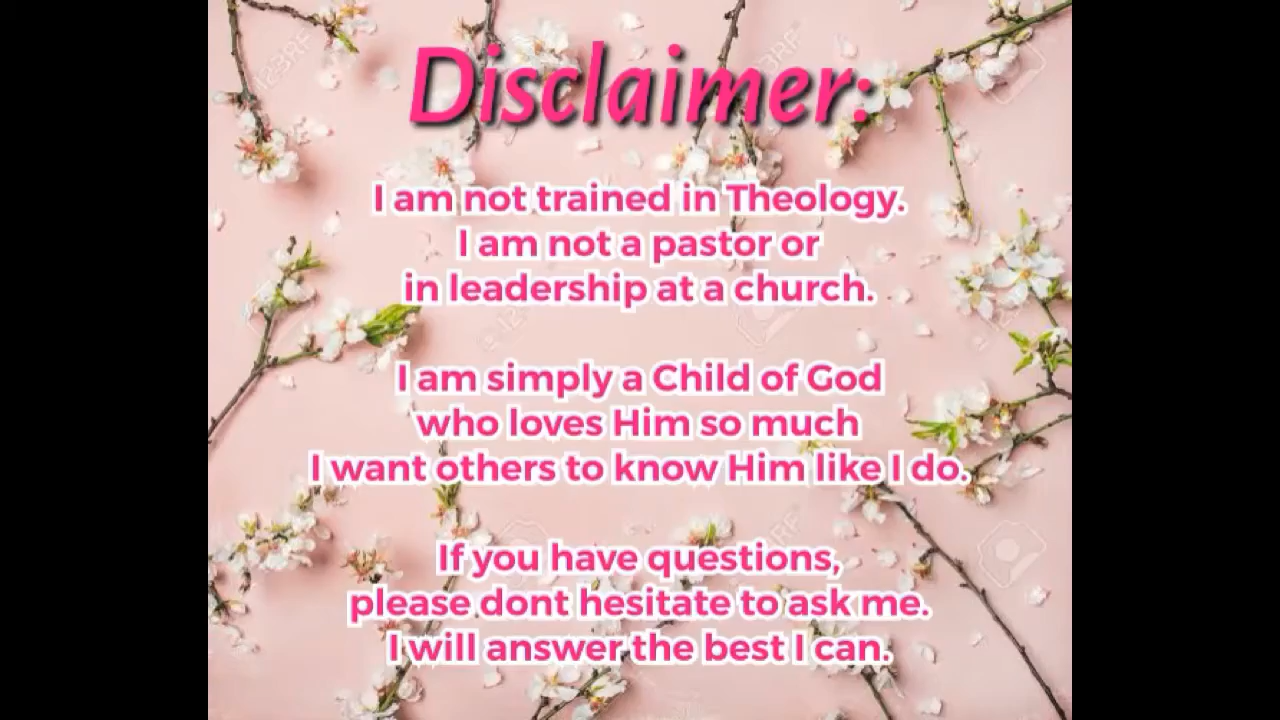 Disclaimer:
I am not trained in Theology.
I am not a pastor or
in leadership at a church.
I am simply a Child of God
who loves Him so much
I want others to know Him like I do.
If you have questions,
please dont hesitate to ask me.
I will answer the best I can.